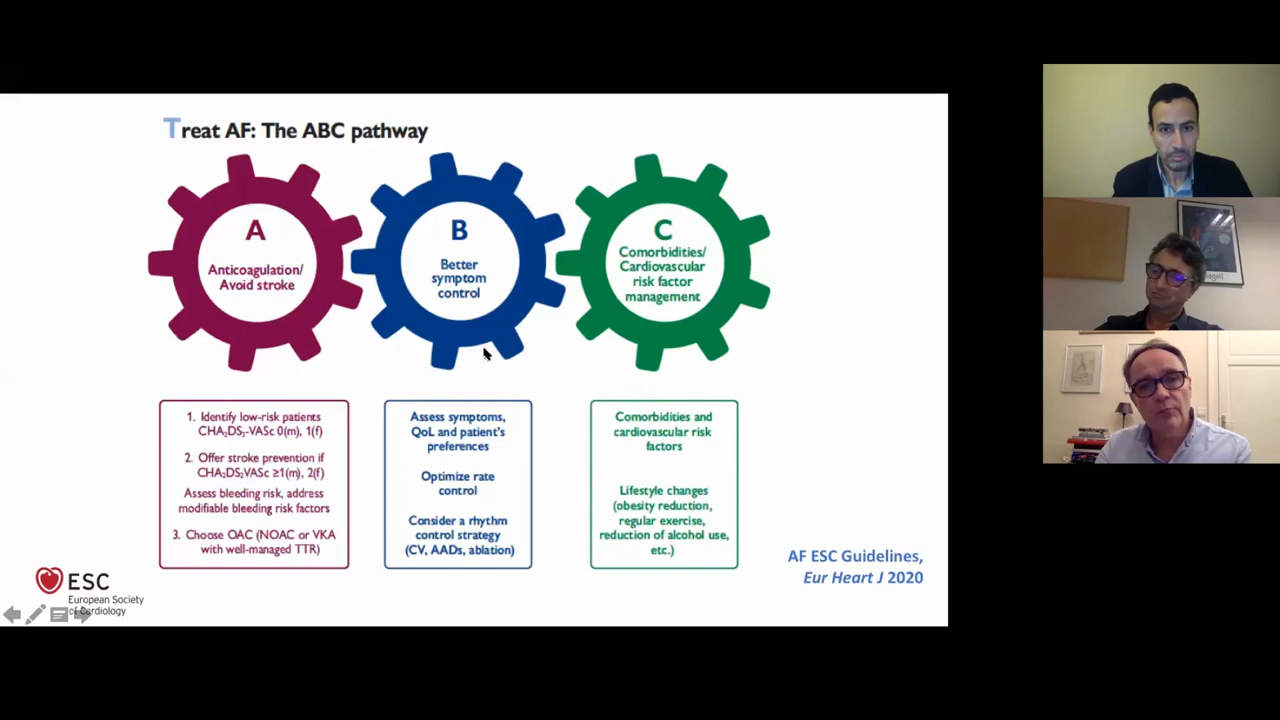 Treat AF: The ABC pathway
A
Anticoagulation/
Avoid stroke
B
Better
symptom
control
C
Comorbidities/
Cardiovascular
risk factor
management
1. Identify low-risk patients
CHA₂DS₂-VASc 0(m), 1(f)
2. Offer stroke prevention if
CHA₂DS₂VASc ≥1(m), 2(f)
Assess bleeding risk, address
modifiable bleeding risk factors
3. Choose OAC (NOAC or VKA
with well-managed TTR)
Assess symptoms,
QoL and patient's
preferences
Optimize rate
control
Consider a rhythm
control strategy
(CV, AADs, ablation)
Comorbidities and
cardiovascular risk
factors
Lifestyle changes
(obesity reduction,
regular exercise,
reduction of alcohol use,
etc.)
AF ESC Guidelines,
Eur Heart J 2020
ESC
European Society
of Cardiology